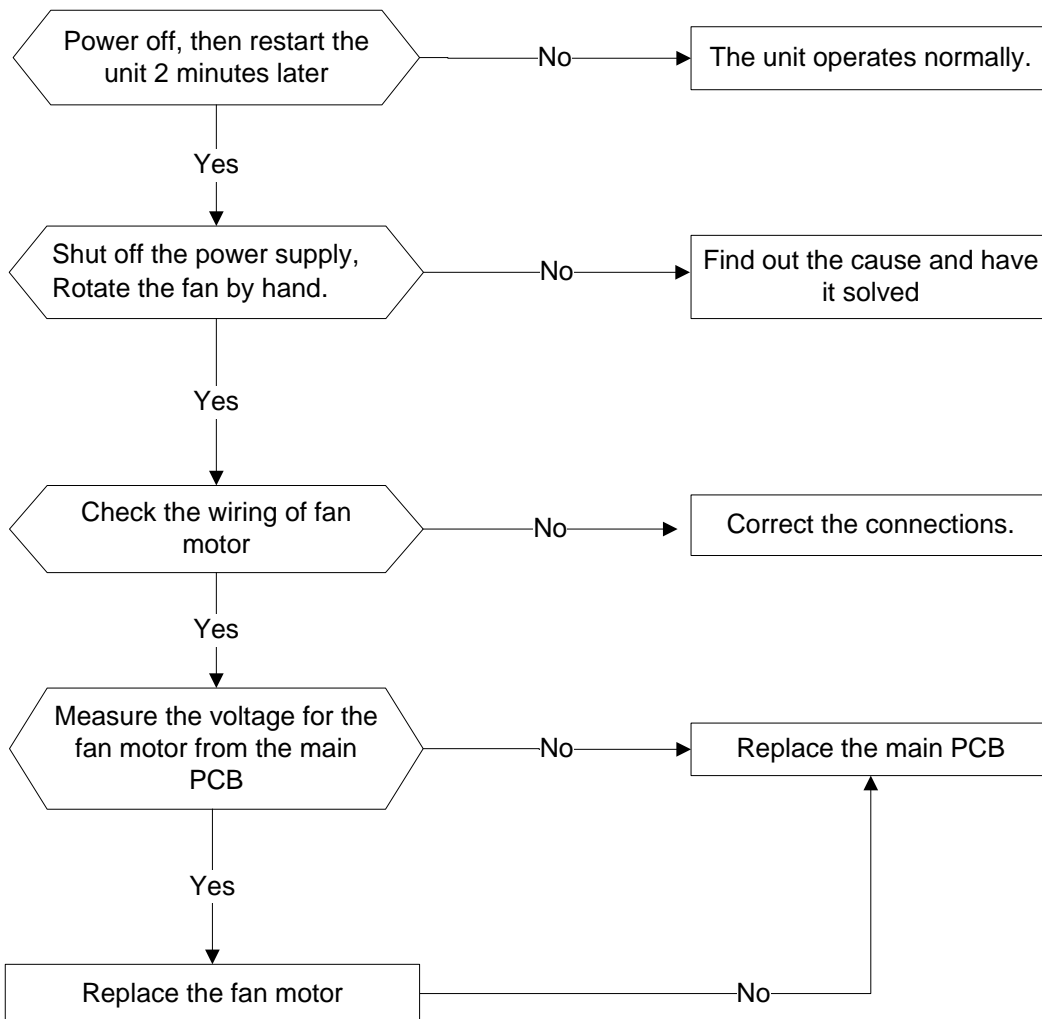 Power off, then restart the
unit 2 minutes later
No
The unit operates normally.
Yes
Shut off the power supply,
Rotate the fan by hand.
No
Find out the cause and have
it solved
Yes
Check the wiring of fan
motor
No
Correct the connections.
Yes
Measure the voltage for the
fan motor from the main
PCB
No
Replace the main PCB
Yes
Replace the fan motor
No